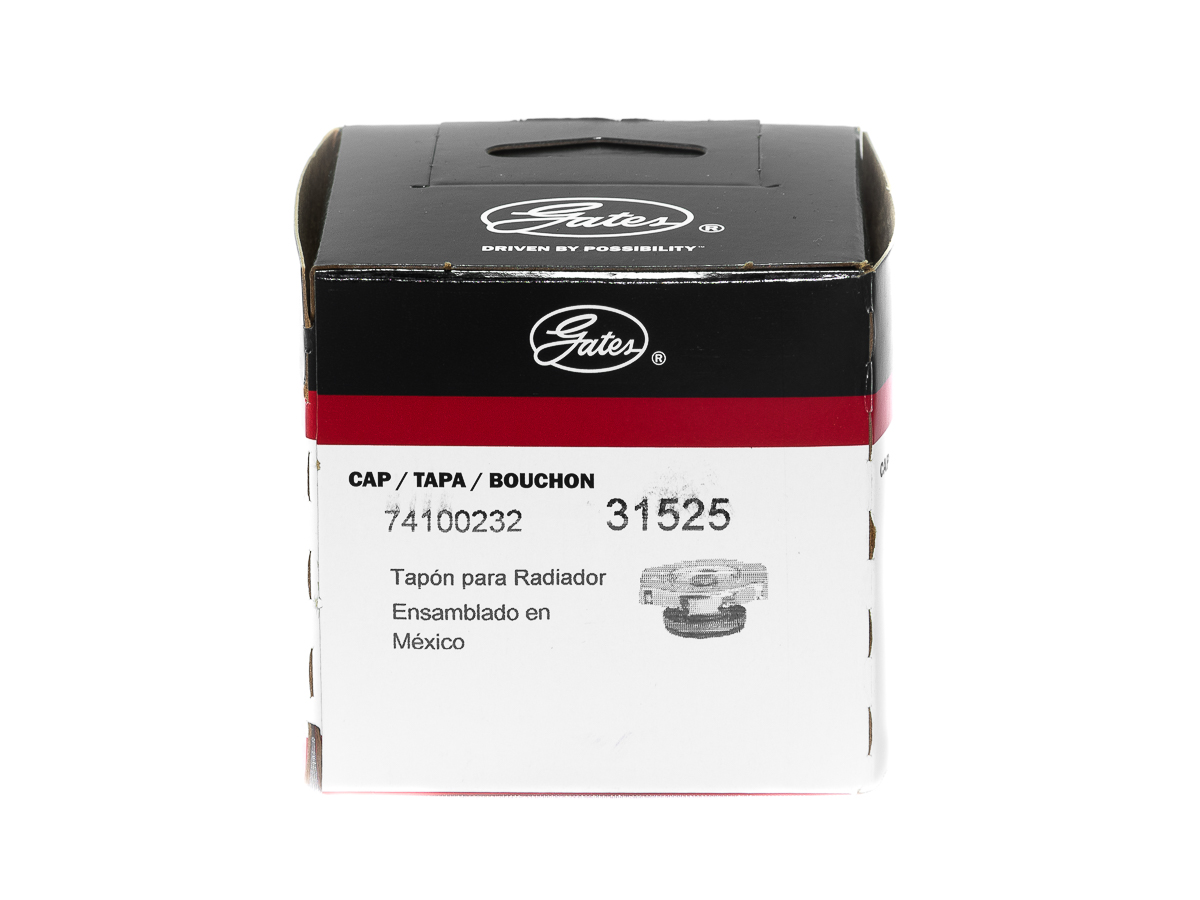 Gates ®
DRIVEN BY POSSIBILITY™
Gates ®
CAP / TAPA / BOUCHON
74100232 31525
Tapón para Radiador
Ensamblado en
México